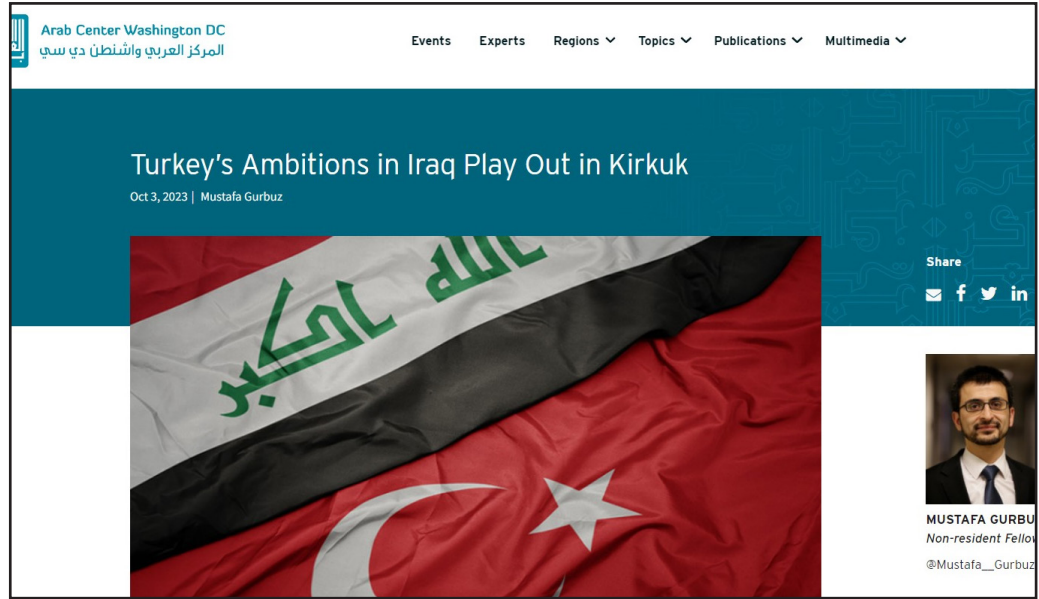 Arab Center Washington DC
المركز العربي واشنطن دي سي
Events Experts Regions Topics Publications Multimedia
Turkey's Ambitions in Iraq Play Out in Kirkuk
Oct 3, 2023 | Mustafa Gurbuz
الله اكبر
Share
MUSTAFA GURBU
Non-resident Fellow
@Mustafa__Gurbuz